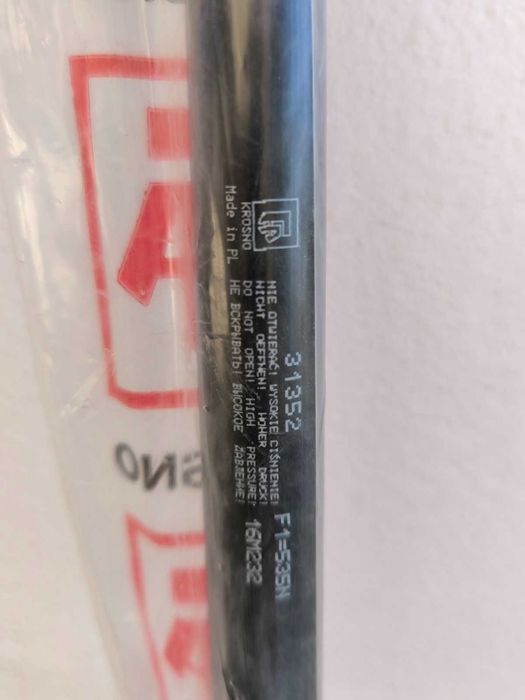 KROSNO
Made in PL
31352
NIE OTWIERAĆ! WYSOKIE CIŚNIENIE!
NICHT OEFFNEN! HOHER DRUCK!
DO NOT OPEN! HIGH PRESSURE!
НЕ ВСКРЫВАТЬ! ВЫСОКОЕ ДАВЛЕНИЕ!
F1=535N
16M232
SNO